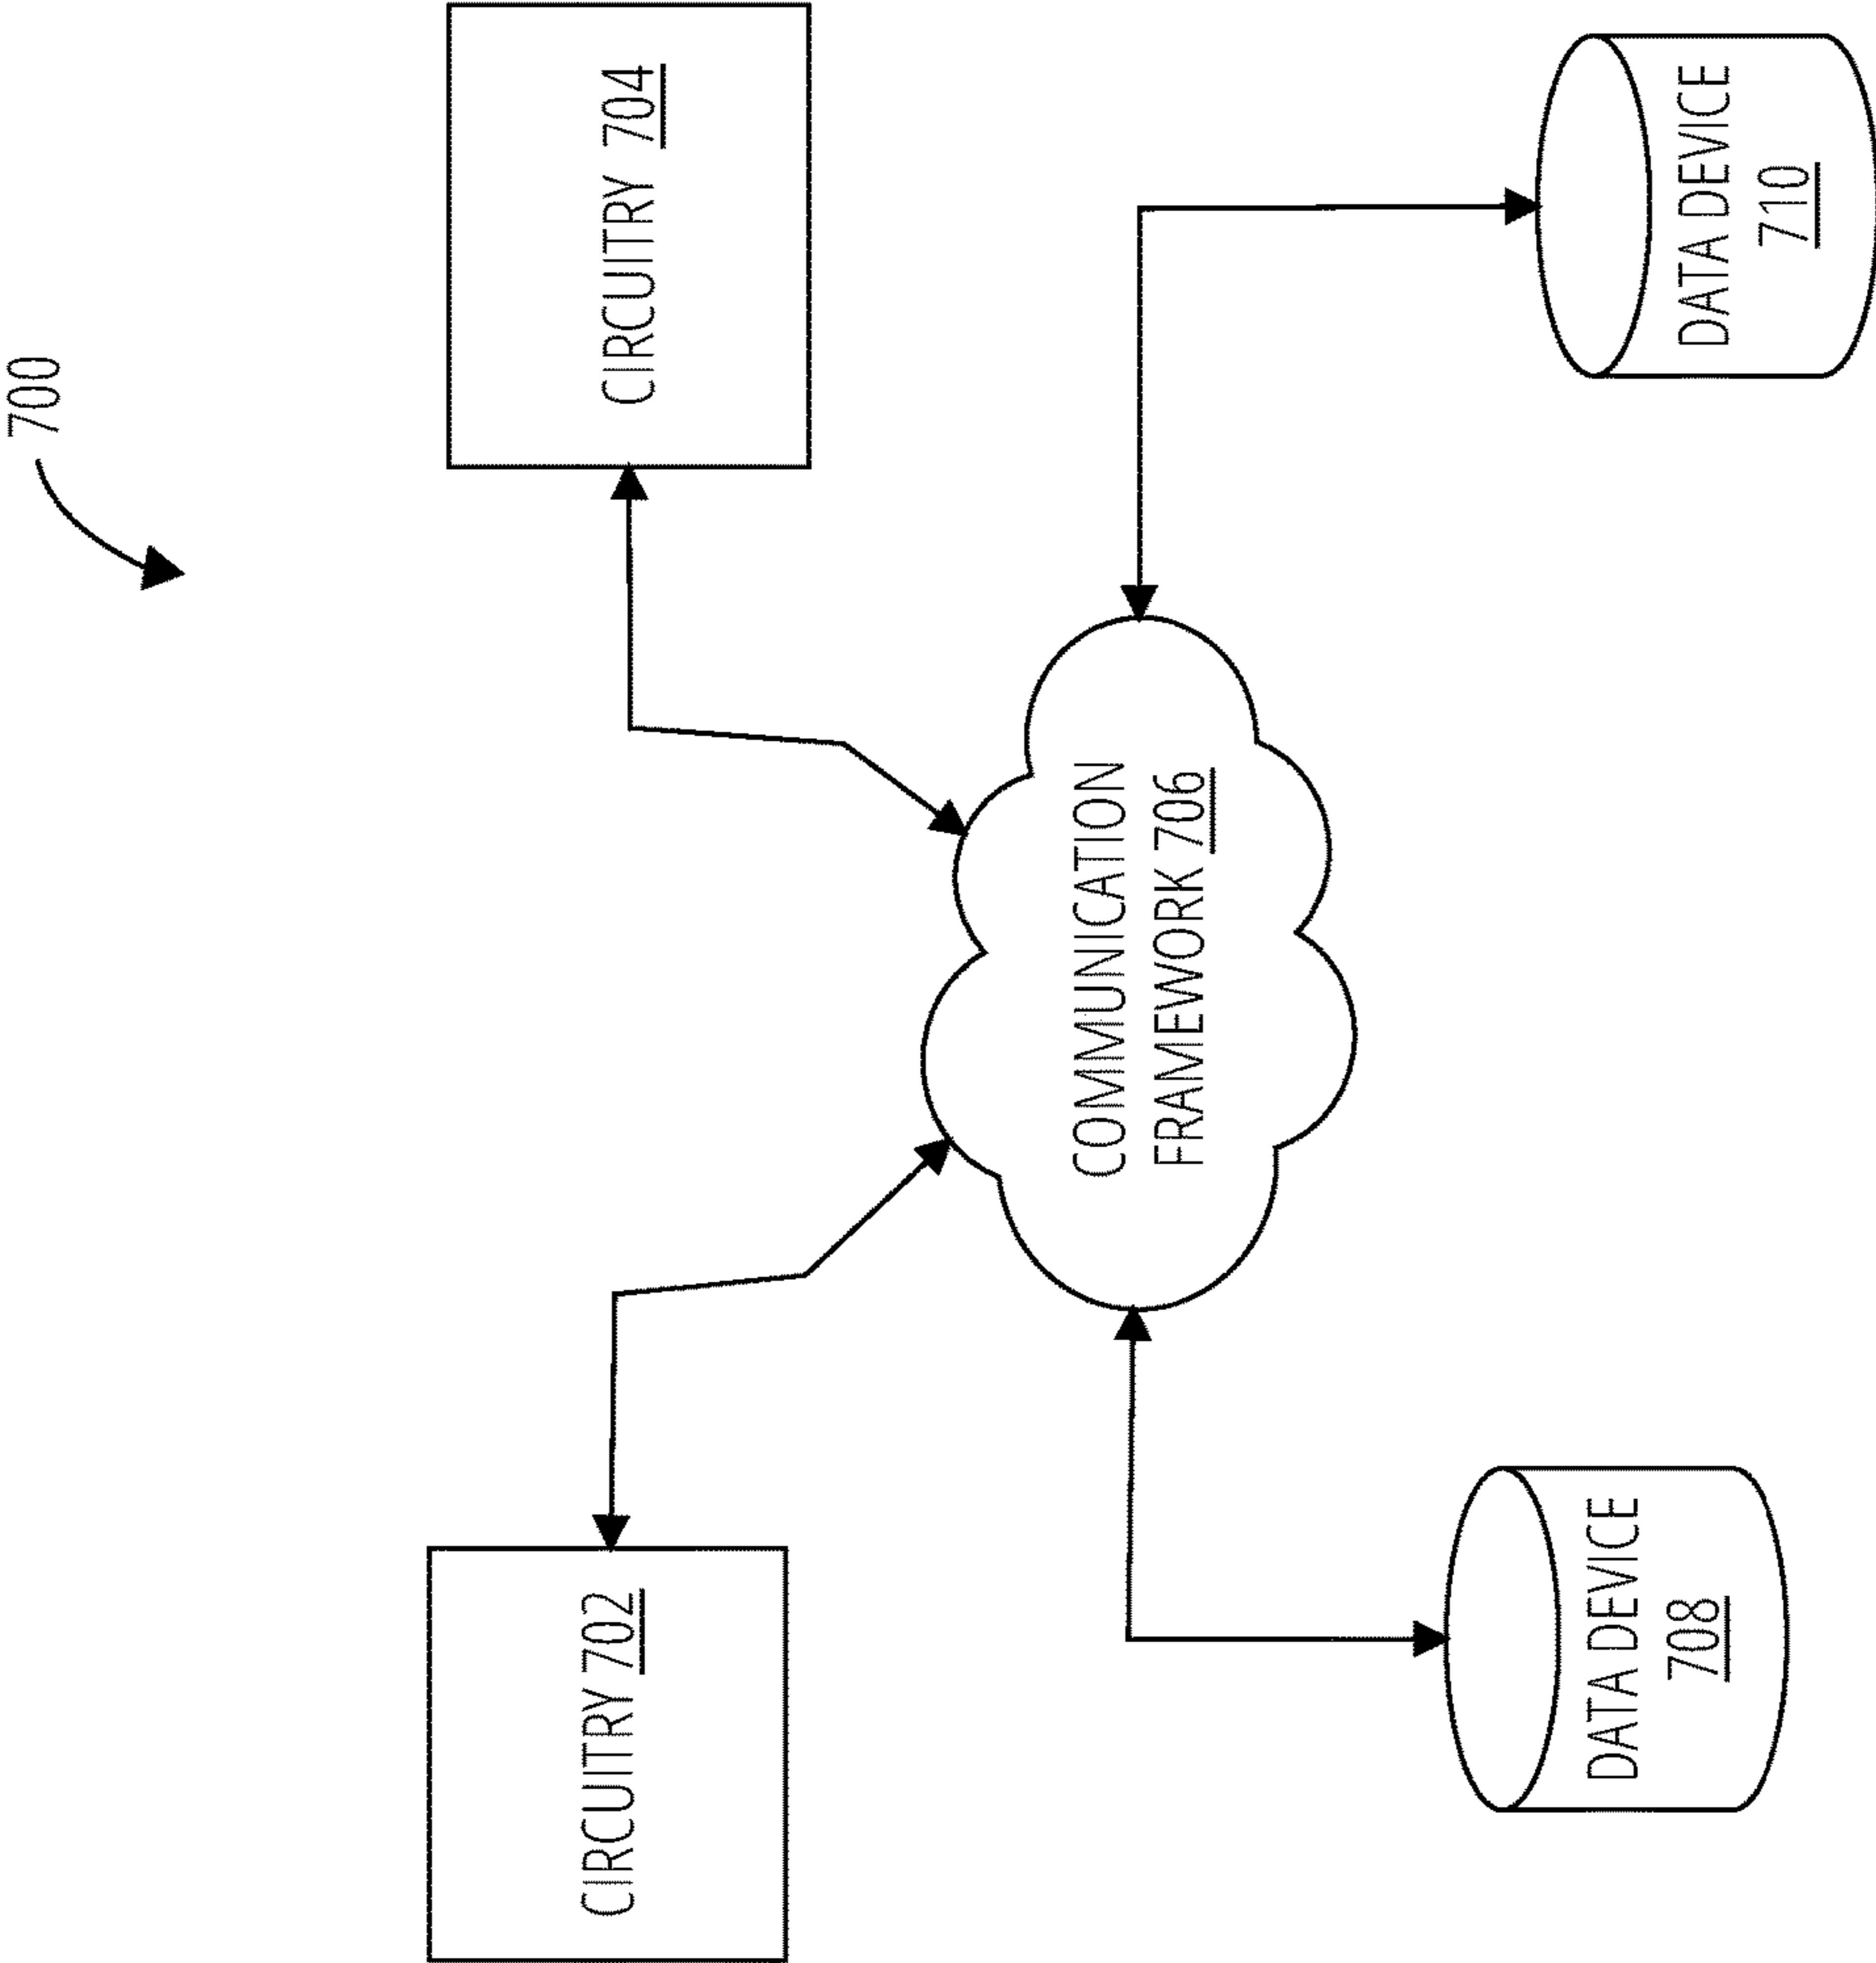 700
CIRCUITRY 702
CIRCUITRY 704
COMMUNICATION
FRAMEWORK 706
DATA DEVICE
708
DATA DEVICE
710